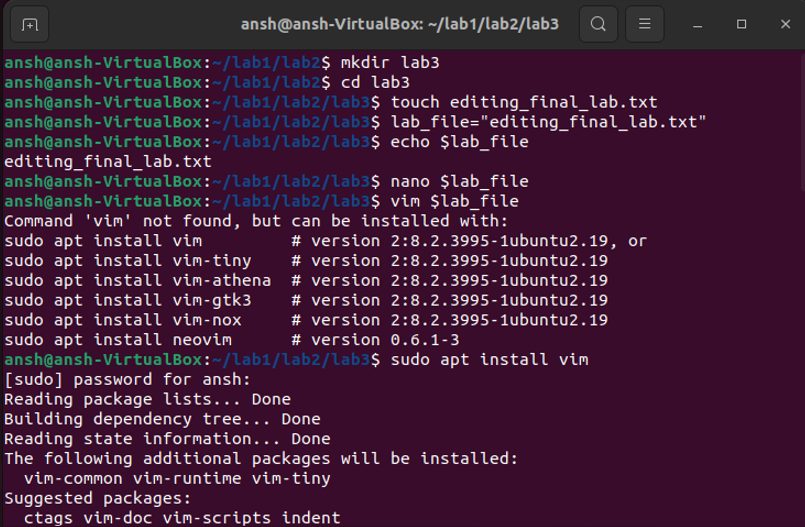 ansh@ansh-VirtualBox: ~/lab1/lab2/lab3
ansh@ansh-VirtualBox:~/lab1/lab2$ mkdir lab3
ansh@ansh-VirtualBox:~/lab1/lab2$ cd lab3
ansh@ansh-VirtualBox:~/lab1/lab2/lab3$ touch editing_final_lab.txt
ansh@ansh-VirtualBox:~/lab1/lab2/lab3$ lab_file="editing_final_lab.txt"
ansh@ansh-VirtualBox:~/lab1/lab2/lab3$ echo $lab_file
editing_final_lab.txt
ansh@ansh-VirtualBox:~/lab1/lab2/lab3$ nano $lab_file
ansh@ansh-VirtualBox:~/lab1/lab2/lab3$ vim $lab_file
Command 'vim' not found, but can be installed with:
sudo apt install vim         # version 2:8.2.3995-1ubuntu2.19, or
sudo apt install vim-tiny    # version 2:8.2.3995-1ubuntu2.19
sudo apt install vim-athena  # version 2:8.2.3995-1ubuntu2.19
sudo apt install vim-gtk3    # version 2:8.2.3995-1ubuntu2.19
sudo apt install vim-nox     # version 2:8.2.3995-1ubuntu2.19
sudo apt install neovim      # version 0.6.1-3
ansh@ansh-VirtualBox:~/lab1/lab2/lab3$ sudo apt install vim
[sudo] password for ansh:
Reading package lists... Done
Building dependency tree... Done
Reading state information... Done
The following additional packages will be installed:
  vim-common vim-runtime vim-tiny
Suggested packages:
  ctags vim-doc vim-scripts indent